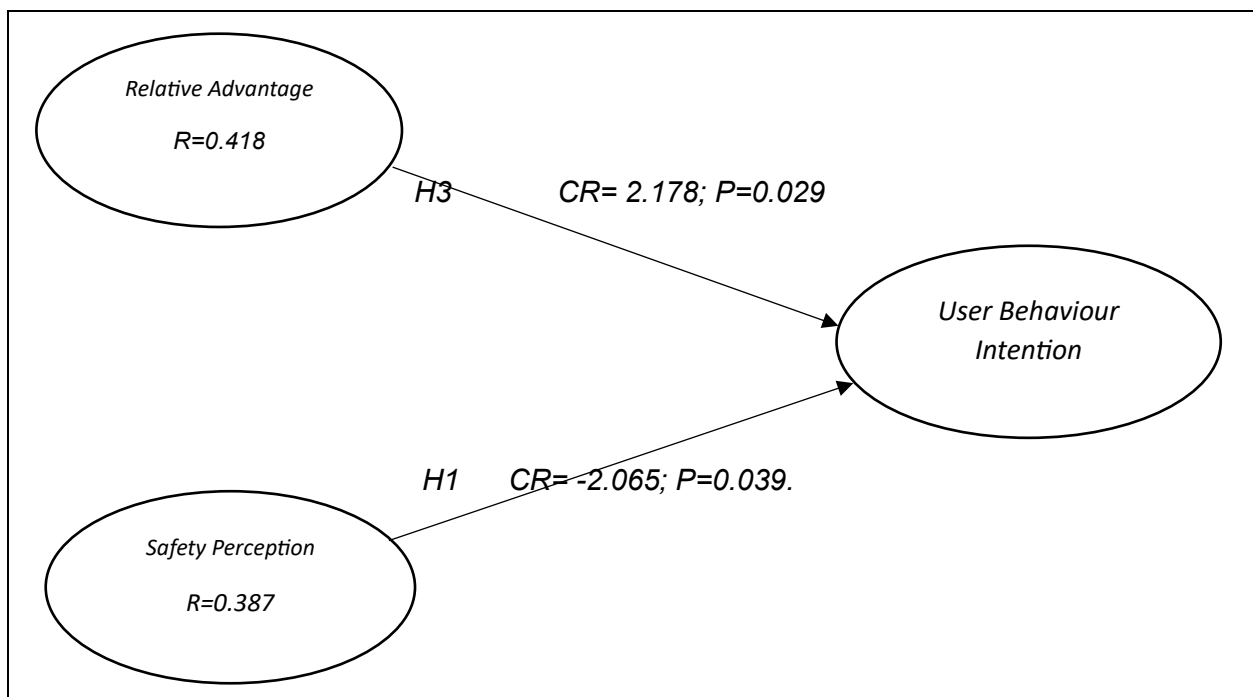 Relative Advantage
R=0.418
H3 CR= 2.178; P=0.029
User Behaviour
Intention
H1 CR= -2.065; P=0.039.
Safety Perception
R=0.387